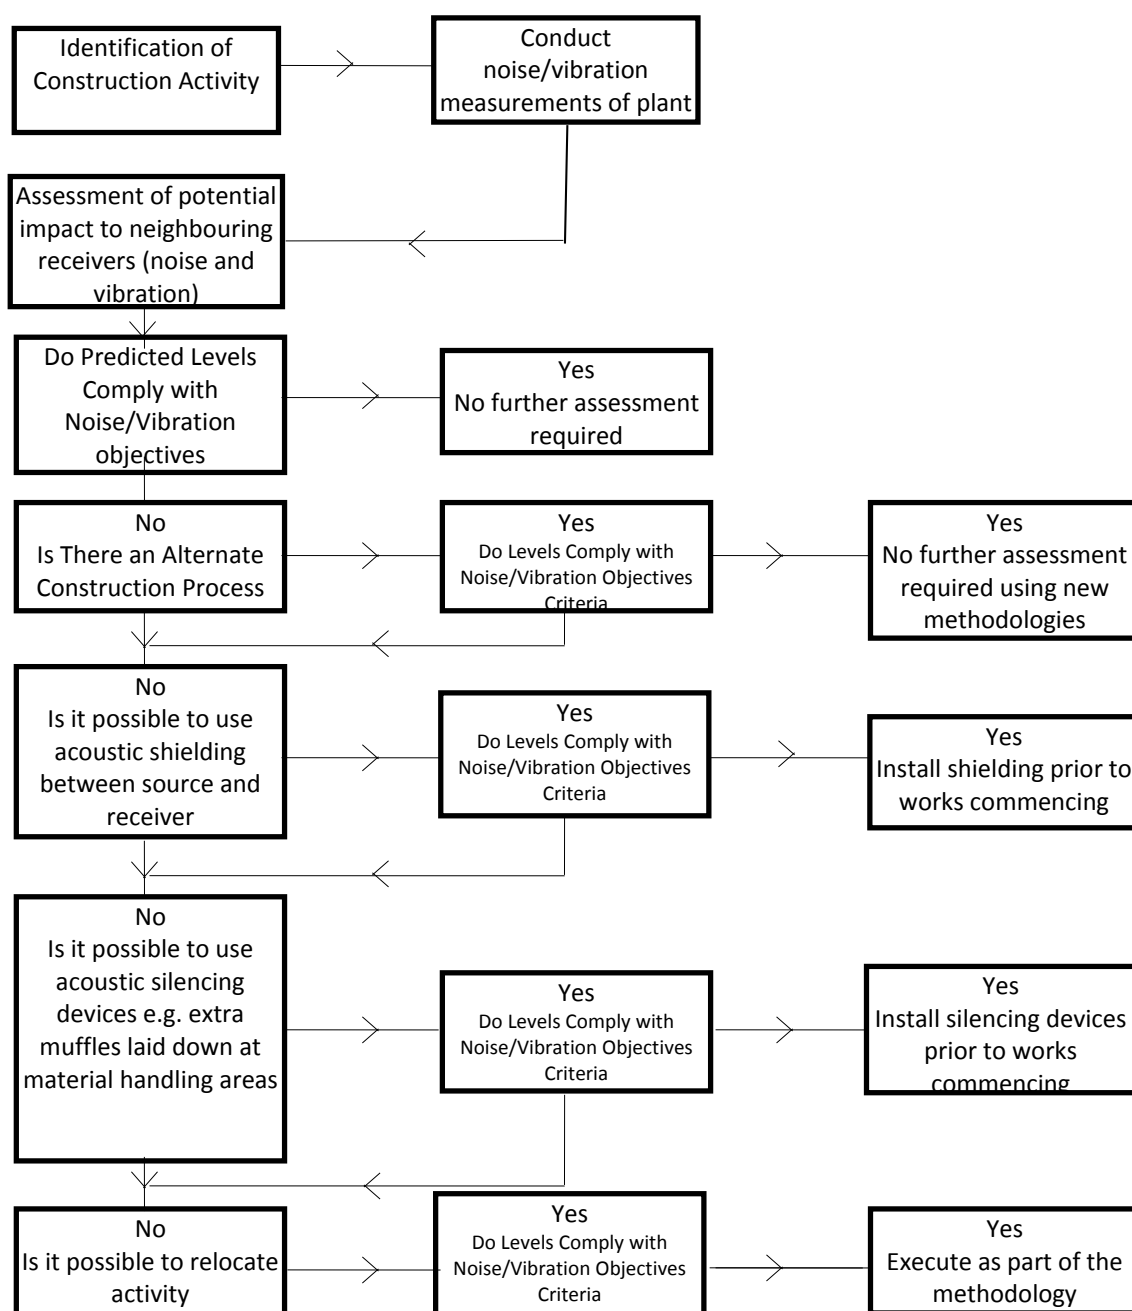 Identification of
Construction Activity
Conduct
noise/vibration
measurements of plant
Assessment of potential
impact to neighbouring
receivers (noise and
vibration)
Do Predicted Levels
Comply with
Noise/Vibration
objectives
Yes
No further assessment
required
No
Is There an Alternate
Construction Process
Yes
Do Levels Comply with
Noise/Vibration Objectives
Criteria
Yes
No further assessment
required using new
methodologies
No
Is it possible to use
acoustic shielding
between source and
receiver
Yes
Do Levels Comply with
Noise/Vibration Objectives
Criteria
Yes
Install shielding prior to
works commencing
No
Is it possible to use
acoustic silencing
devices e.g. extra
muffles laid down at
material handling areas
Yes
Do Levels Comply with
Noise/Vibration Objectives
Criteria
Yes
Install silencing devices
prior to works
commencing
No
Is it possible to relocate
activity
Yes
Do Levels Comply with
Noise/Vibration Objectives
Criteria
Yes
Execute as part of the
methodology